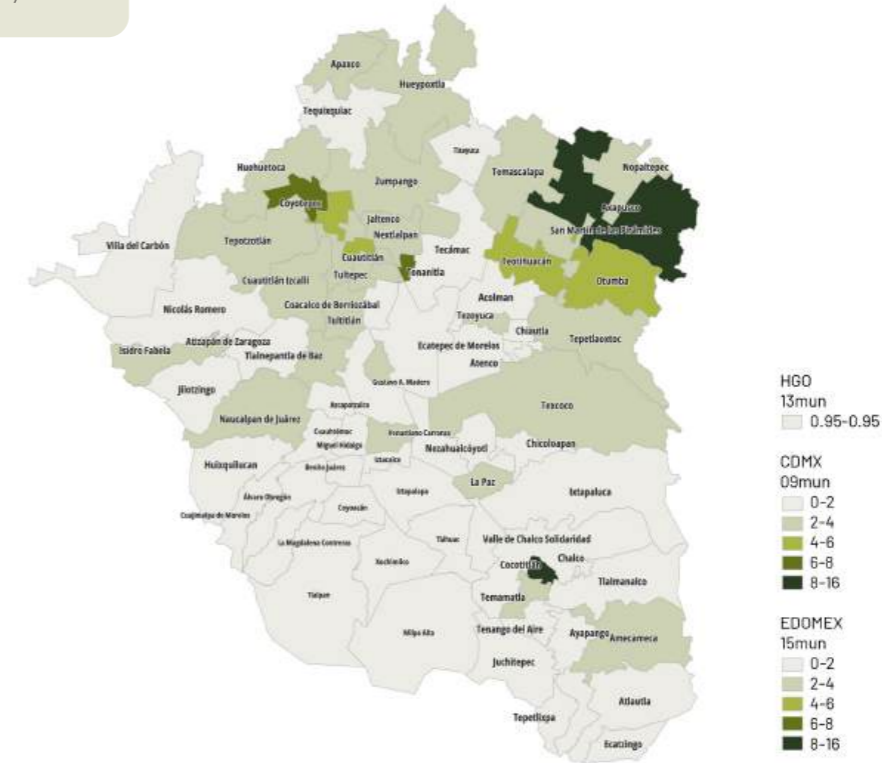 Apaxco
Hueypoxtla
Tequixquiac
Tizayuca
Huehuetoca
Zumpango
Temascalapa
Nopaltepec
Coyotepec
Axapusco
Jaltenco
San Martín de las Pirámides
Nextlalpan
Villa del Carbón
Tepotzotlán
Cuautitlán
Tecámac
Teotihuacán
Tultepec
Tonanitla
Otumba
Cuautitlán Izcalli
Acolman
Coacalco de Berriozábal
Nicolás Romero
Tezoyuca
Tultitlán
Chiautla
Tepetlaoxtoc
Atizapán de Zaragoza
Ecatepec de Morelos
Isidro Fabela
Tlalnepantla de Baz
Atenco
Gustavo A. Madero
Jilotzingo
Azcapotzalco
Texcoco
Naucalpan de Juárez
Cuauhtémoc
Venustiano Carranza
Miguel Hidalgo
Nezahualcóyotl
Chicoloapan
Iztacalco
Huixquilucan
Benito Juárez
La Paz
Iztapalapa
Ixtapaluca
Álvaro Obregón
Coyoacán
Cuajimalpa de Morelos
La Magdalena Contreras
Tláhuac
Valle de Chalco Solidaridad
Xochimilco
Cocotitlán
Chalco
Tlalmanalco
Tlalpan
Temamatla
Milpa Alta
Tenango del Aire
Ayapango
Amecameca
Juchitepec
Atlautla
Tepetlixpa
Ecatzingo
HGO
13mun
0.95-0.95
CDMX
09mun
0-2
2-4
4-6
6-8
8-16
EDOMEX
15mun
0-2
2-4
4-6
6-8
8-16